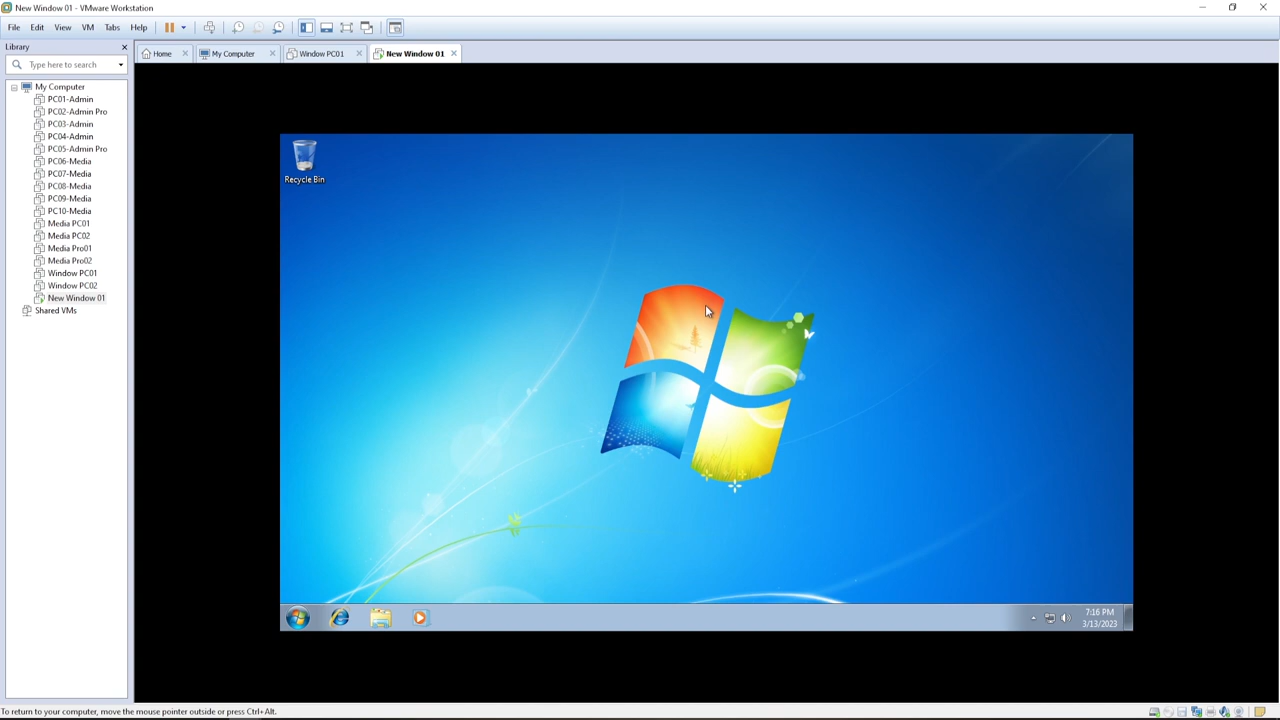 New Window 01 - VMware Workstation
File Edit View VM Tabs Help
Library
Type here to search
My Computer
PC01-Admin
PC02-Admin Pro
PC03-Admin
PC04-Admin
PC05-Admin Pro
PC06-Media
PC07-Media
PC08-Media
PC09-Media
PC10-Media
Media PC01
Media PC02
Media Pro01
Media Pro02
Window PC01
Window PC02
New Window 01
Shared VMs
Home My Computer Window PC01 New Window 01
Recycle Bin
7:16 PM
3/13/2023
To return to your computer, move the mouse pointer outside or press Ctrl+Alt.